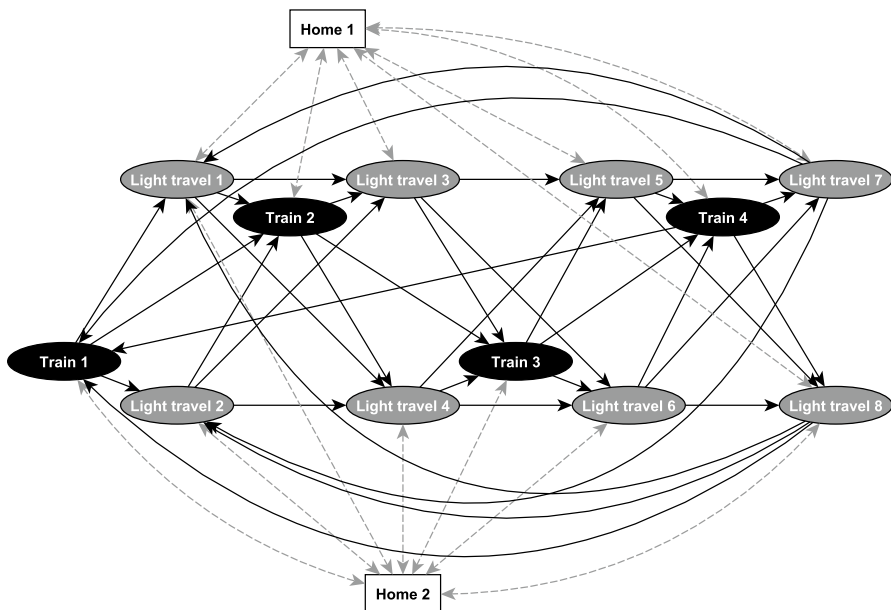 Home 1
Light travel 1
Light travel 3
Light travel 5
Light travel 7
Train 2
Train 4
Train 1
Train 3
Light travel 2
Light travel 4
Light travel 6
Light travel 8
Home 2